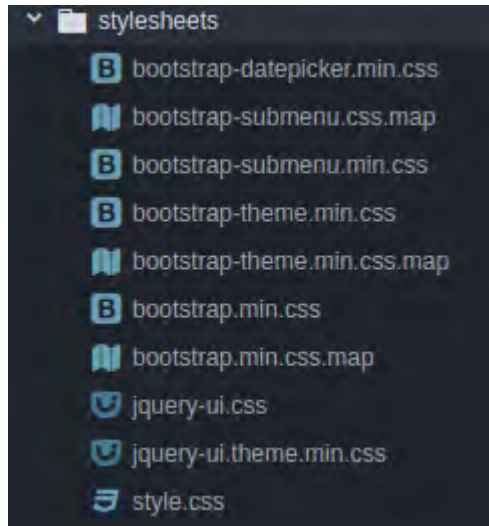 stylesheets
bootstrap-datepicker.min.css
bootstrap-submenu.css.map
bootstrap-submenu.min.css
bootstrap-theme.min.css
bootstrap-theme.min.css.map
bootstrap.min.css
bootstrap.min.css.map
jquery-ui.css
jquery-ui.theme.min.css
style.css